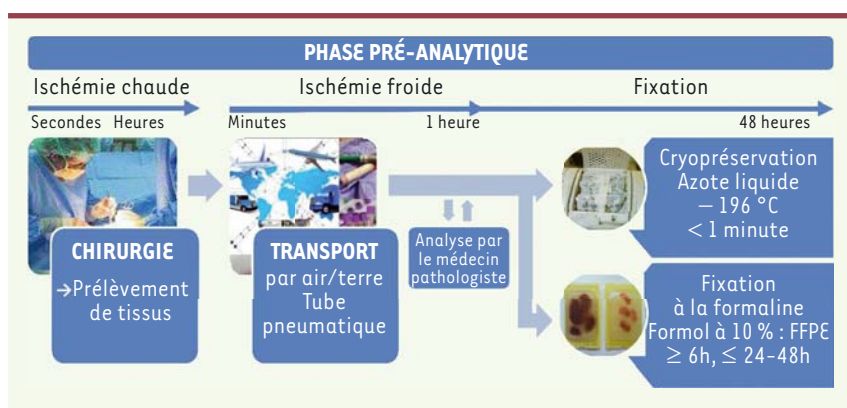 PHASE PRÉ-ANALYTIQUE
Ischémie chaude
Ischémie froide
Fixation
Secondes Heures
Minutes
1 heure
48 heures
CHIRURGIE
→Prélèvement
de tissus
TRANSPORT
par air/terre
Tube
pneumatique
Analyse par
le médecin
pathologiste
Cryopréservation
Azote liquide
– 196 °C
< 1 minute
Fixation
à la formaline
Formol à 10 % : FFPE
≥ 6h, ≤ 24–48h